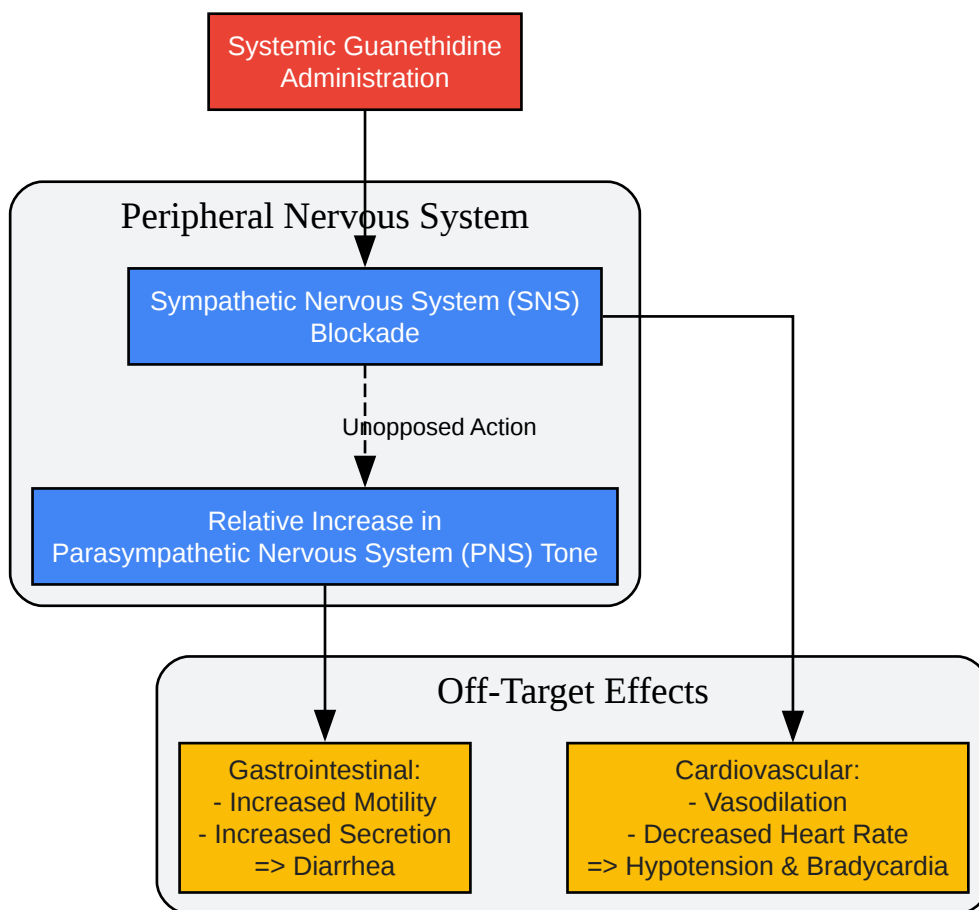 Systemic Guanethidine
Administration
Peripheral Nervous System
Sympathetic Nervous System (SNS)
Blockade
Unopposed Action
Relative Increase in
Parasympathetic Nervous System (PNS) Tone
Off-Target Effects
Gastrointestinal:
- Increased Motility
- Increased Secretion
=> Diarrhea
Cardiovascular:
- Vasodilation
- Decreased Heart Rate
=> Hypotension & Bradycardia